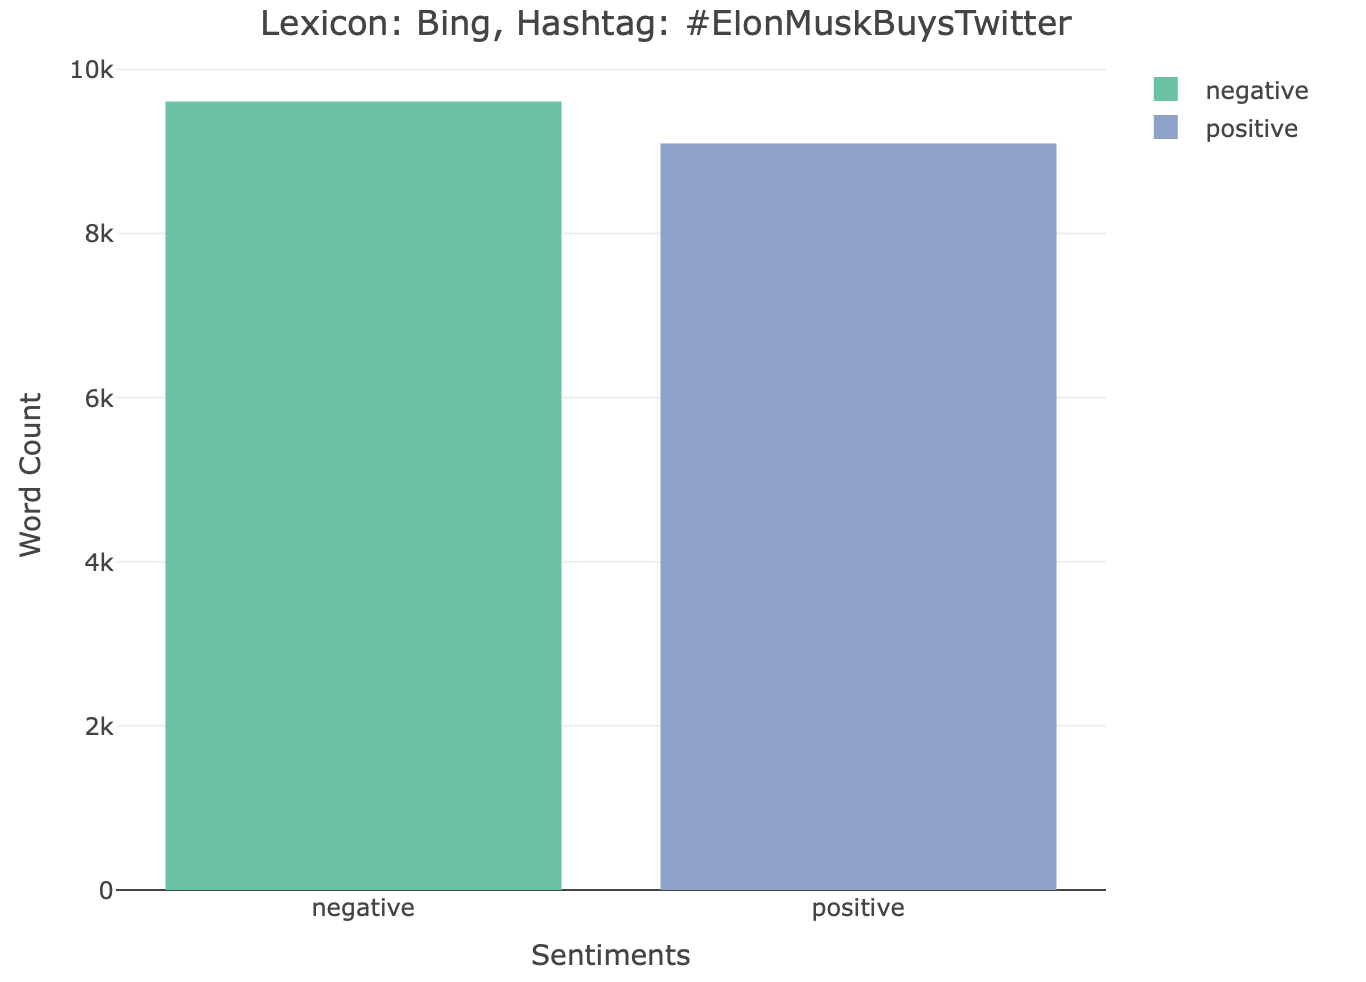 Lexicon: Bing, Hashtag: #ElonMuskBuysTwitter
10k
8k
6k
4k
2k
0
Word Count
negative
positive
Sentiments
negative
positive